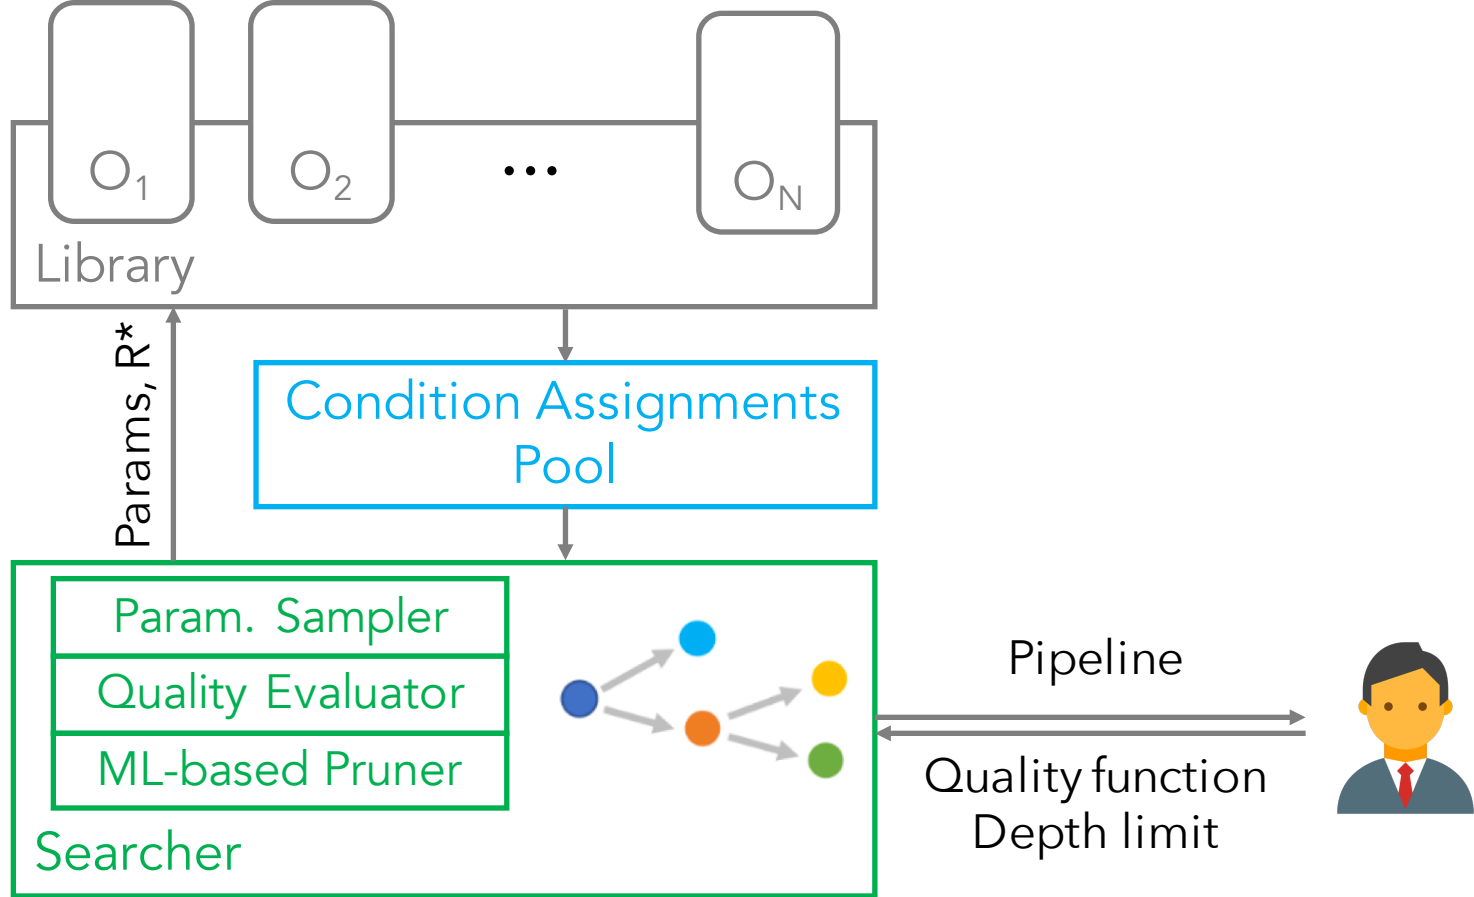 O1
O2
...
ON
Library
Params, R*
Condition Assignments
Pool
Param. Sampler
Quality Evaluator
ML-based Pruner
Searcher
Pipeline
Quality function
Depth limit